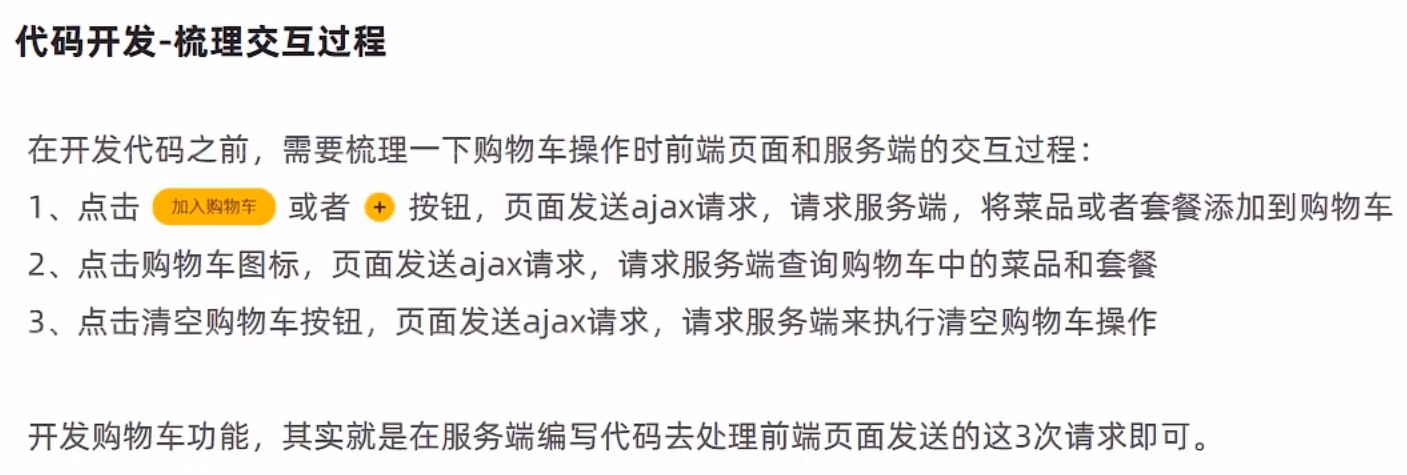 代码开发-梳理交互过程
在开发代码之前，需要梳理一下购物车操作时前端页面和服务端的交互过程：
1、点击 加入购物车 或者 + 按钮，页面发送ajax请求，请求服务端，将菜品或者套餐添加到购物车
2、点击购物车图标，页面发送ajax请求，请求服务端查询购物车中的菜品和套餐
3、点击清空购物车按钮，页面发送ajax请求，请求服务端来执行清空购物车操作
开发购物车功能，其实就是在服务端编写代码去处理前端页面发送的这3次请求即可。